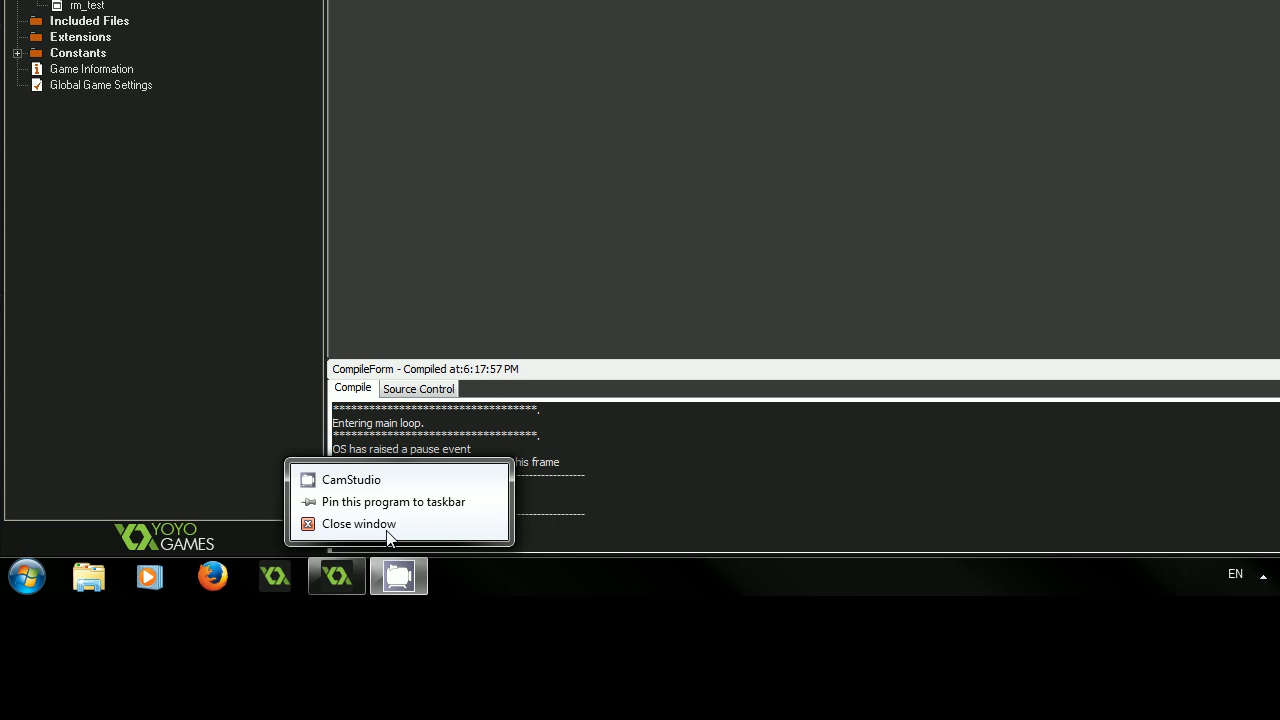 rm_test
Included Files
Extensions
Constants
Game Information
Global Game Settings
CompileForm - Compiled at:6:17:57 PM
Compile
Source Control
**********************************.
Entering main loop.
**********************************.
OS has raised a pause event
his frame
CamStudio
Pin this program to taskbar
Close window
YOYO
GAMES
EN